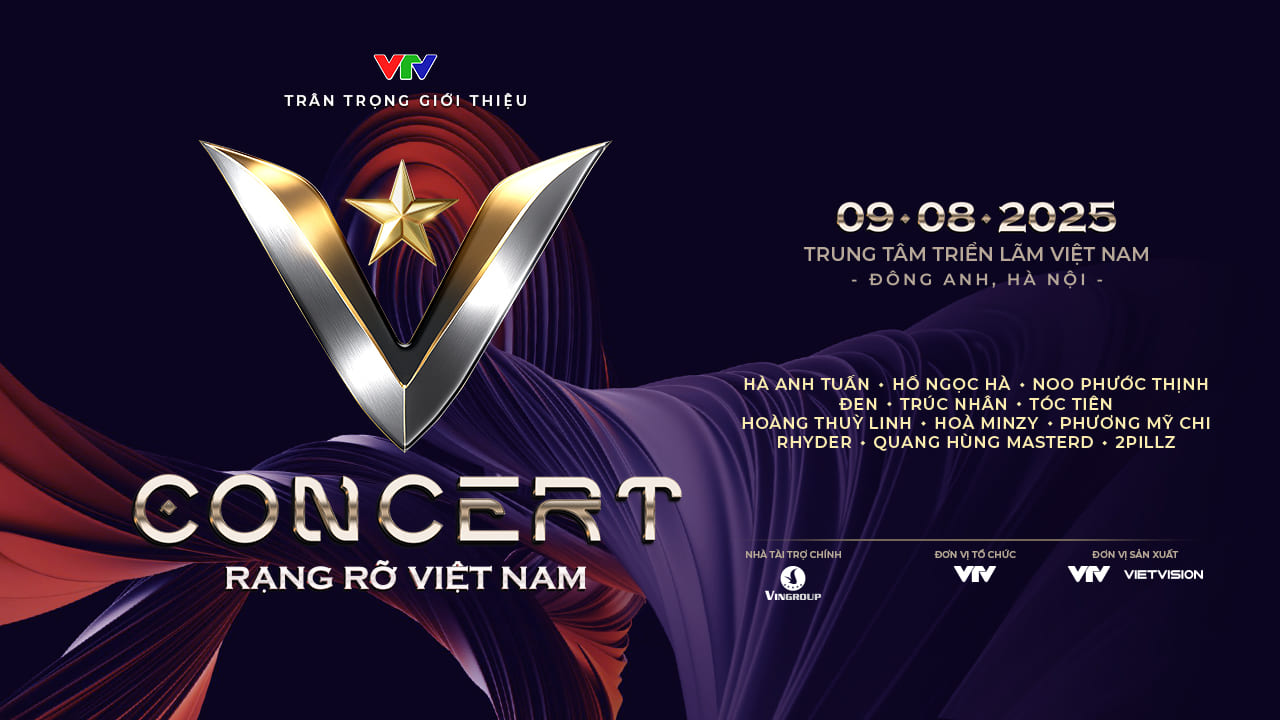 VTV
TRÂN TRỌNG GIỚI THIỆU
V
CONCERT
RẠNG RỠ VIỆT NAM
09 • 08 • 2025
TRUNG TÂM TRIỂN LÃM VIỆT NAM
- ĐÔNG ANH, HÀ NỘI -
HÀ ANH TUẤN • HỒ NGỌC HÀ • NOO PHƯỚC THỊNH
ĐEN • TRÚC NHÂN • TÓC TIÊN
HOÀNG THUỲ LINH • HOÀ MINZY • PHƯƠNG MỸ CHI
RHYDER • QUANG HÙNG MASTERD • 2PILLZ
NHÀ TÀI TRỢ CHÍNH
VINGROUP
ĐƠN VỊ TỔ CHỨC
VTV
ĐƠN VỊ SẢN XUẤT
VTV VIETVISION